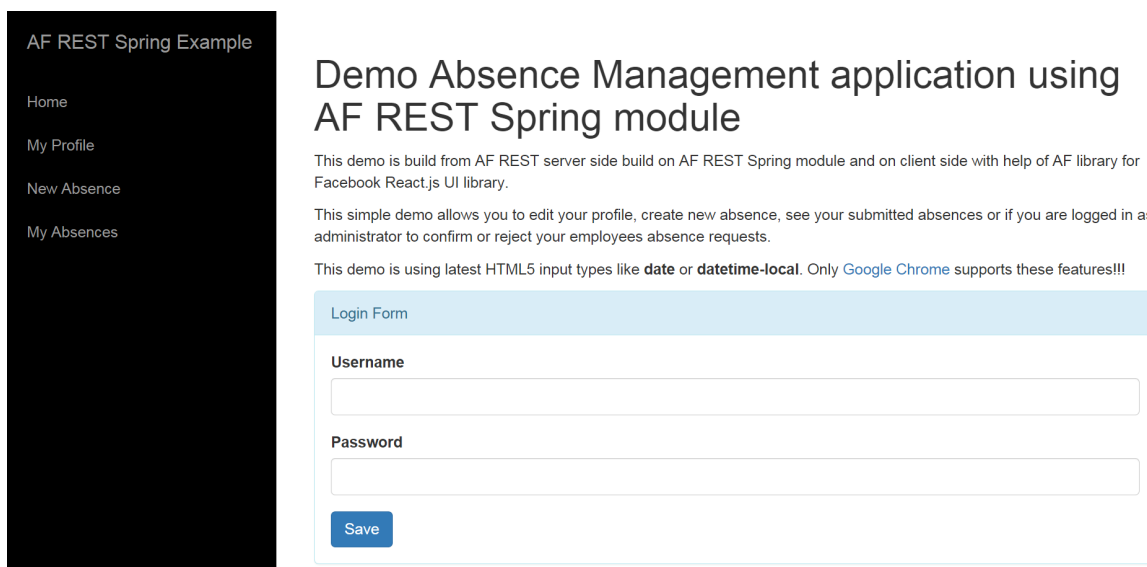 AF REST Spring Example
Home
My Profile
New Absence
My Absences
Demo Absence Management application using
AF REST Spring module
This demo is build from AF REST server side build on AF REST Spring module and on client side with help of AF library for
Facebook React.js UI library.
This simple demo allows you to edit your profile, create new absence, see your submitted absences or if you are logged in as
administrator to confirm or reject your employees absence requests.
This demo is using latest HTML5 input types like date or datetime-local. Only Google Chrome supports these features!!!
Login Form
Username
Password
Save